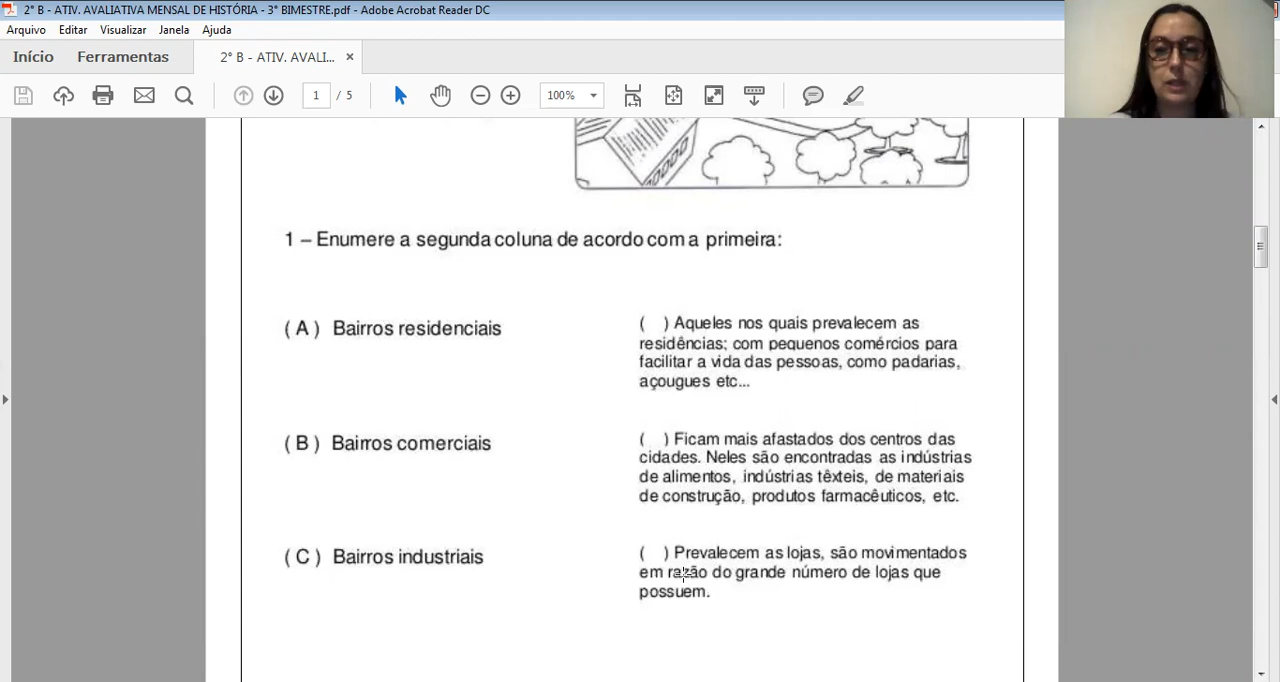 2° B - ATIV. AVALIATIVA MENSAL DE HISTÓRIA - 3° BIMESTRE.pdf - Adobe Acrobat Reader DC
Arquivo Editar Visualizar Janela Ajuda
Início Ferramentas 2° B - ATIV. AVALI... ×
1 / 5 100%
1 – Enumere a segunda coluna de acordo com a primeira:
( A ) Bairros residenciais
( ) Aqueles nos quais prevalecem as
residências; com pequenos comércios para
facilitar a vida das pessoas, como padarias,
açougues etc...
( B ) Bairros comerciais
( ) Ficam mais afastados dos centros das
cidades. Neles são encontradas as indústrias
de alimentos, indústrias têxteis, de materiais
de construção, produtos farmacêuticos, etc.
( C ) Bairros industriais
( ) Prevalecem as lojas, são movimentados
em razão do grande número de lojas que
possuem.